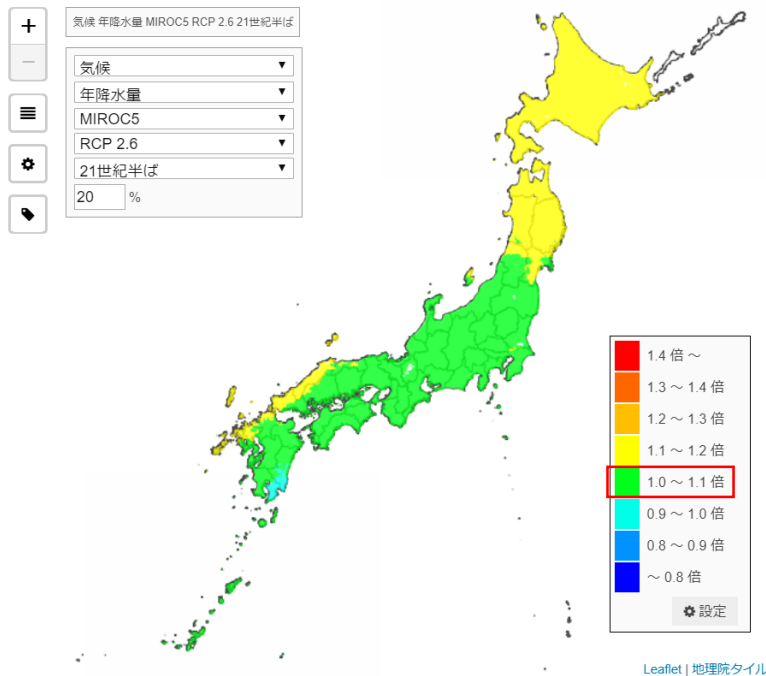 +
気候 年降水量 MIROC5 RCP 2.6 21世紀半ば
−
気候
年降水量
MIROC5
RCP 2.6
21世紀半ば
20 %
1.4 倍 ～
1.3 ～ 1.4 倍
1.2 ～ 1.3 倍
1.1 ～ 1.2 倍
1.0 ～ 1.1 倍
0.9 ～ 1.0 倍
0.8 ～ 0.9 倍
～ 0.8 倍
設定
Leaflet | 地理院タイル